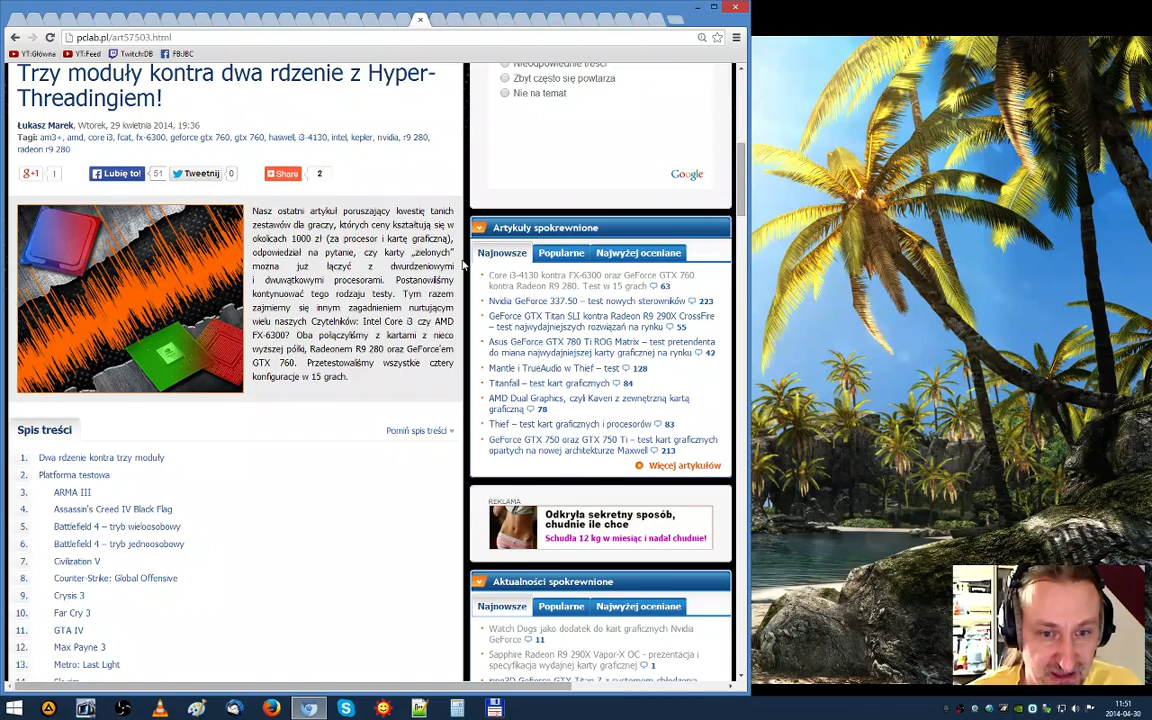 pclab.pl/art57503.html
YT:Główna
YT:Feed
TwitchDB
FB:JBC
Trzy moduły kontra dwa rdzenie z Hyper-
Threadingiem!
Łukasz Marek, Wtorek, 29 kwietnia 2014, 19:36
Tagi: am3+, amd, core i3, fcat, fx-6300, geforce gtx 760, gtx 760, haswell, i3-4130, intel, kepler, nvidia, r9 280,
radeon r9 280
g+1 1
Lubię to! 51
Tweetnij 0
Share 2
Nasz ostatni artykuł poruszający kwestię tanich
zestawów dla graczy, których ceny kształtują się w
okolicach 1000 zł (za procesor i kartę graficzną),
odpowiedział na pytanie, czy karty „zielonych”
można już łączyć z dwurdzeniowymi
i dwuwątkowymi procesorami. Postanowiliśmy
kontynuować tego rodzaju testy. Tym razem
zajmiemy się innym zagadnieniem nurtującym
wielu naszych Czytelników: Intel Core i3 czy AMD
FX-6300? Oba połączyliśmy z kartami z nieco
wyższej półki, Radeonem R9 280 oraz GeForce'em
GTX 760. Przetestowaliśmy wszystkie cztery
konfiguracje w 15 grach.
Spis treści
Pomiń spis treści
1. Dwa rdzenie kontra trzy moduły
2. Platforma testowa
3. ARMA III
4. Assassin's Creed IV Black Flag
5. Battlefield 4 – tryb wieloosobowy
6. Battlefield 4 – tryb jednoosobowy
7. Civilization V
8. Counter-Strike: Global Offensive
9. Crysis 3
10. Far Cry 3
11. GTA IV
12. Max Payne 3
13. Metro: Last Light
Nieodpowiednie treści
Zbyt często się powtarza
Nie na temat
Google
Artykuły spokrewnione
Najnowsze Popularne Najwyżej oceniane
Core i3-4130 kontra FX-6300 oraz GeForce GTX 760
kontra Radeon R9 280. Test w 15 grach 63
Nvidia GeForce 337.50 – test nowych sterowników 223
GeForce GTX Titan SLI kontra Radeon R9 290X CrossFire
– test najwydajniejszych rozwiązań na rynku 55
Asus GeForce GTX 780 Ti ROG Matrix – test pretendenta
do miana najwydajniejszej karty graficznej na rynku 42
Mantle i TrueAudio w Thief – test 128
Titanfall – test kart graficznych 84
AMD Dual Graphics, czyli Kaveri z zewnętrzną kartą
graficzną 78
Thief – test kart graficznych i procesorów 83
GeForce GTX 750 oraz GTX 750 Ti – test kart graficznych
opartych na nowej architekturze Maxwell 213
Więcej artykułów
REKLAMA
Odkryła sekretny sposób,
chudnie ile chce
Schudła 12 kg w miesiąc i nadal chudnie!
Aktualności spokrewnione
Najnowsze Popularne Najwyżej oceniane
Watch Dogs jako dodatek do kart graficznych Nvidia
GeForce 11
Sapphire Radeon R9 290X Vapor-X OC - prezentacja i
specyfikacja wydajnej karty graficznej 1
11:51
2014-04-30